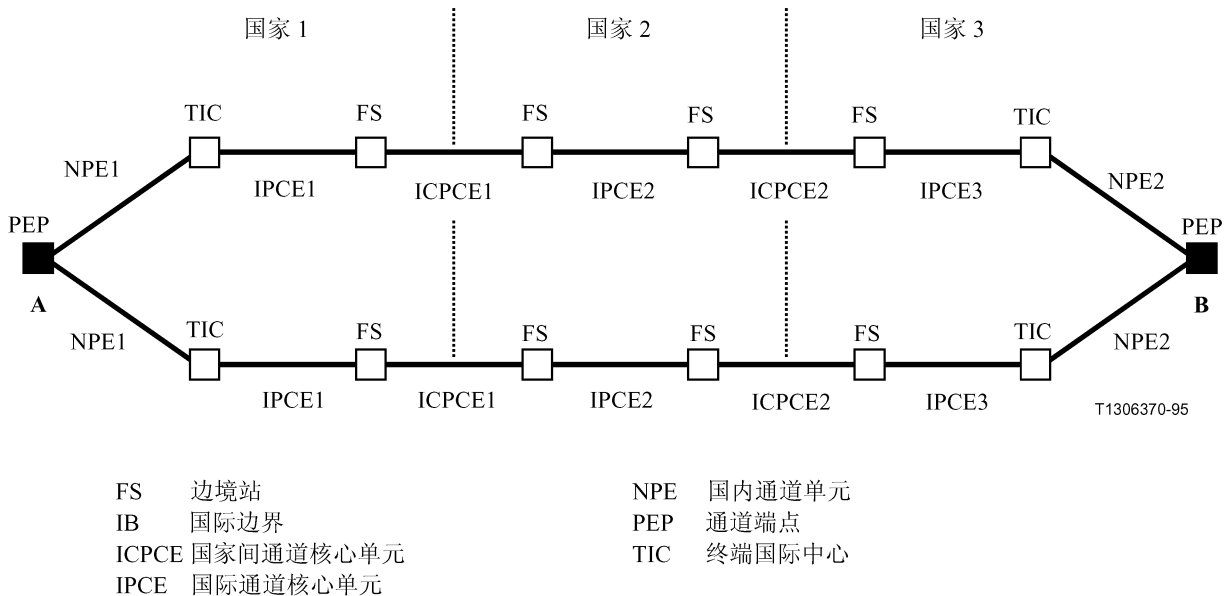 国家 1 国家 2 国家 3
TIC FS FS FS FS TIC
NPE1 NPE2
IPCE1 ICPCE1 IPCE2 ICPCE2 IPCE3
PEP PEP
A B
NPE1 NPE2
TIC FS FS FS FS TIC
IPCE1 ICPCE1 IPCE2 ICPCE2 IPCE3
T1306370-95
FS 边境站 NPE 国内通道单元
IB 国际边界 PEP 通道端点
ICPCE 国家间通道核心单元 TIC 终端国际中心
IPCE 国际通道核心单元